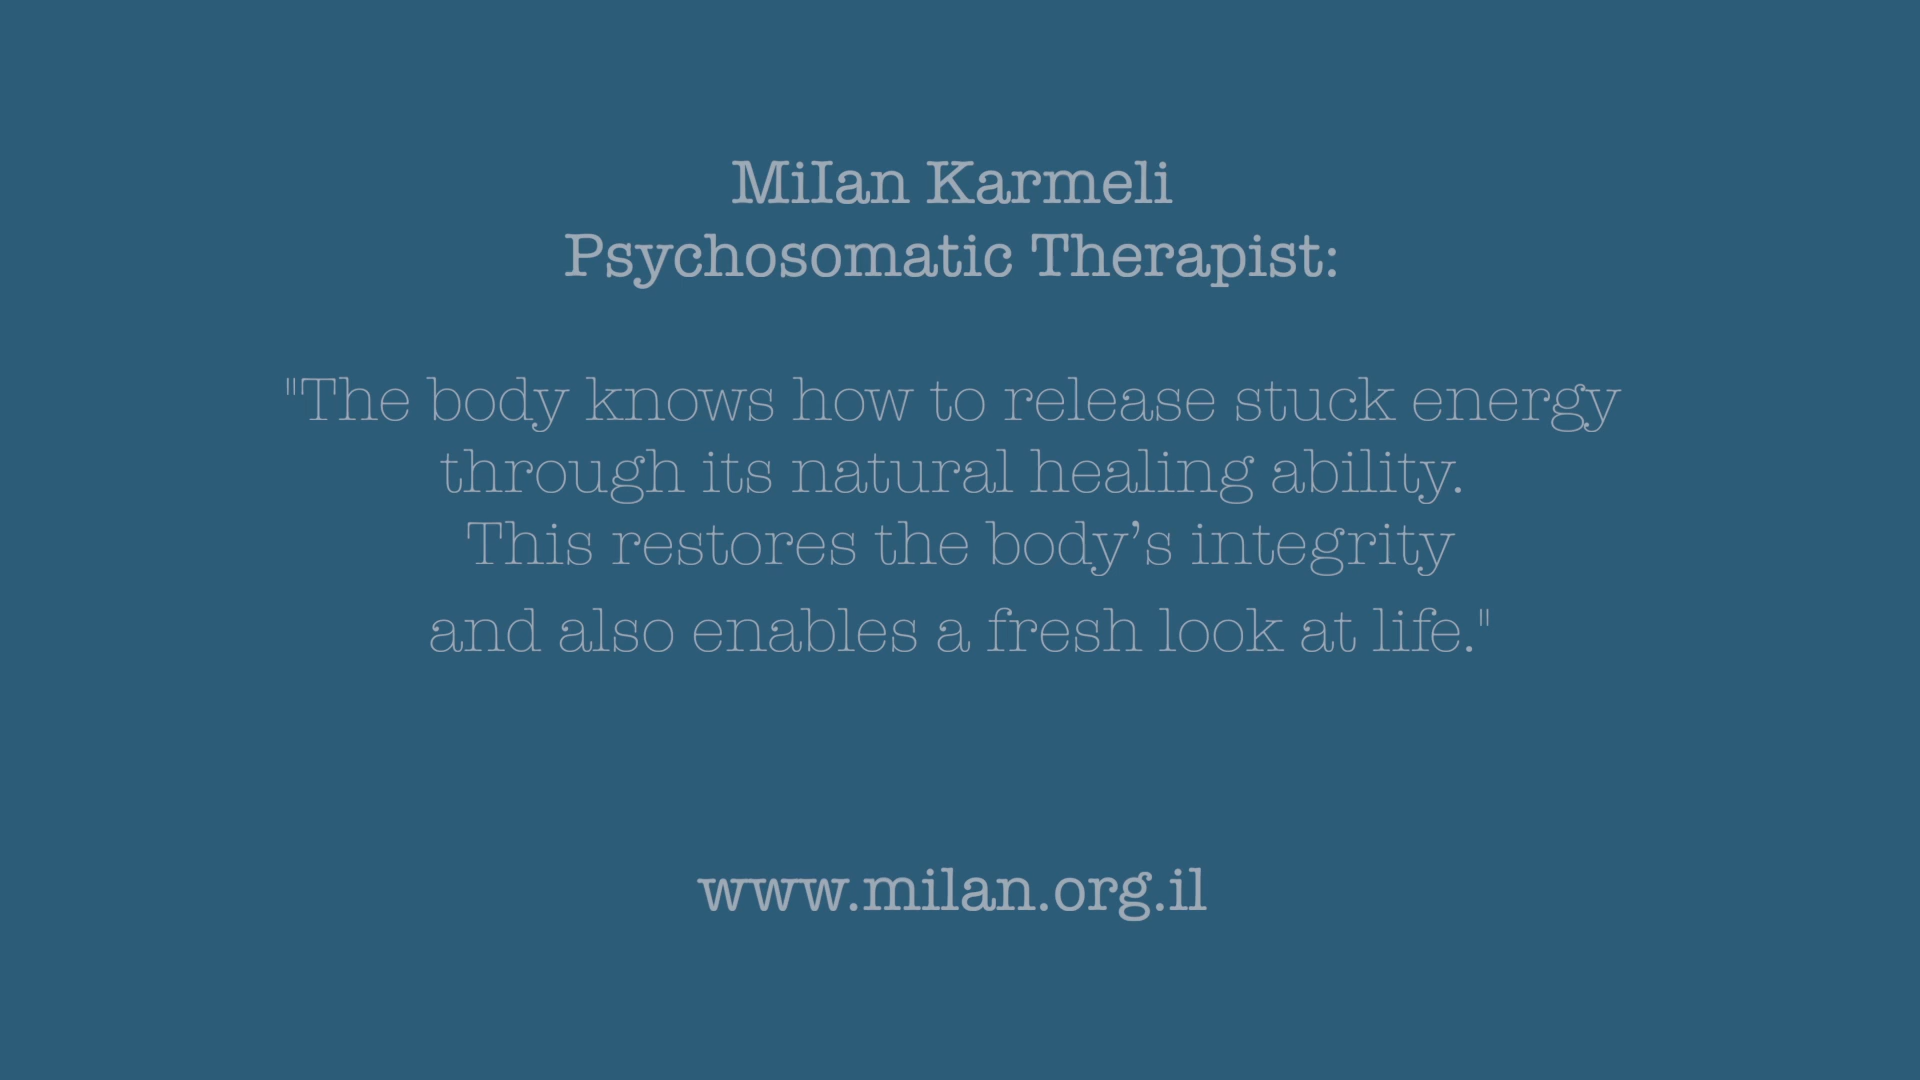 MiIan Karmeli
Psychosomatic Therapist:
"The body knows how to release stuck energy
through its natural healing ability.
This restores the body’s integrity
and also enables a fresh look at life."
www.milan.org.il